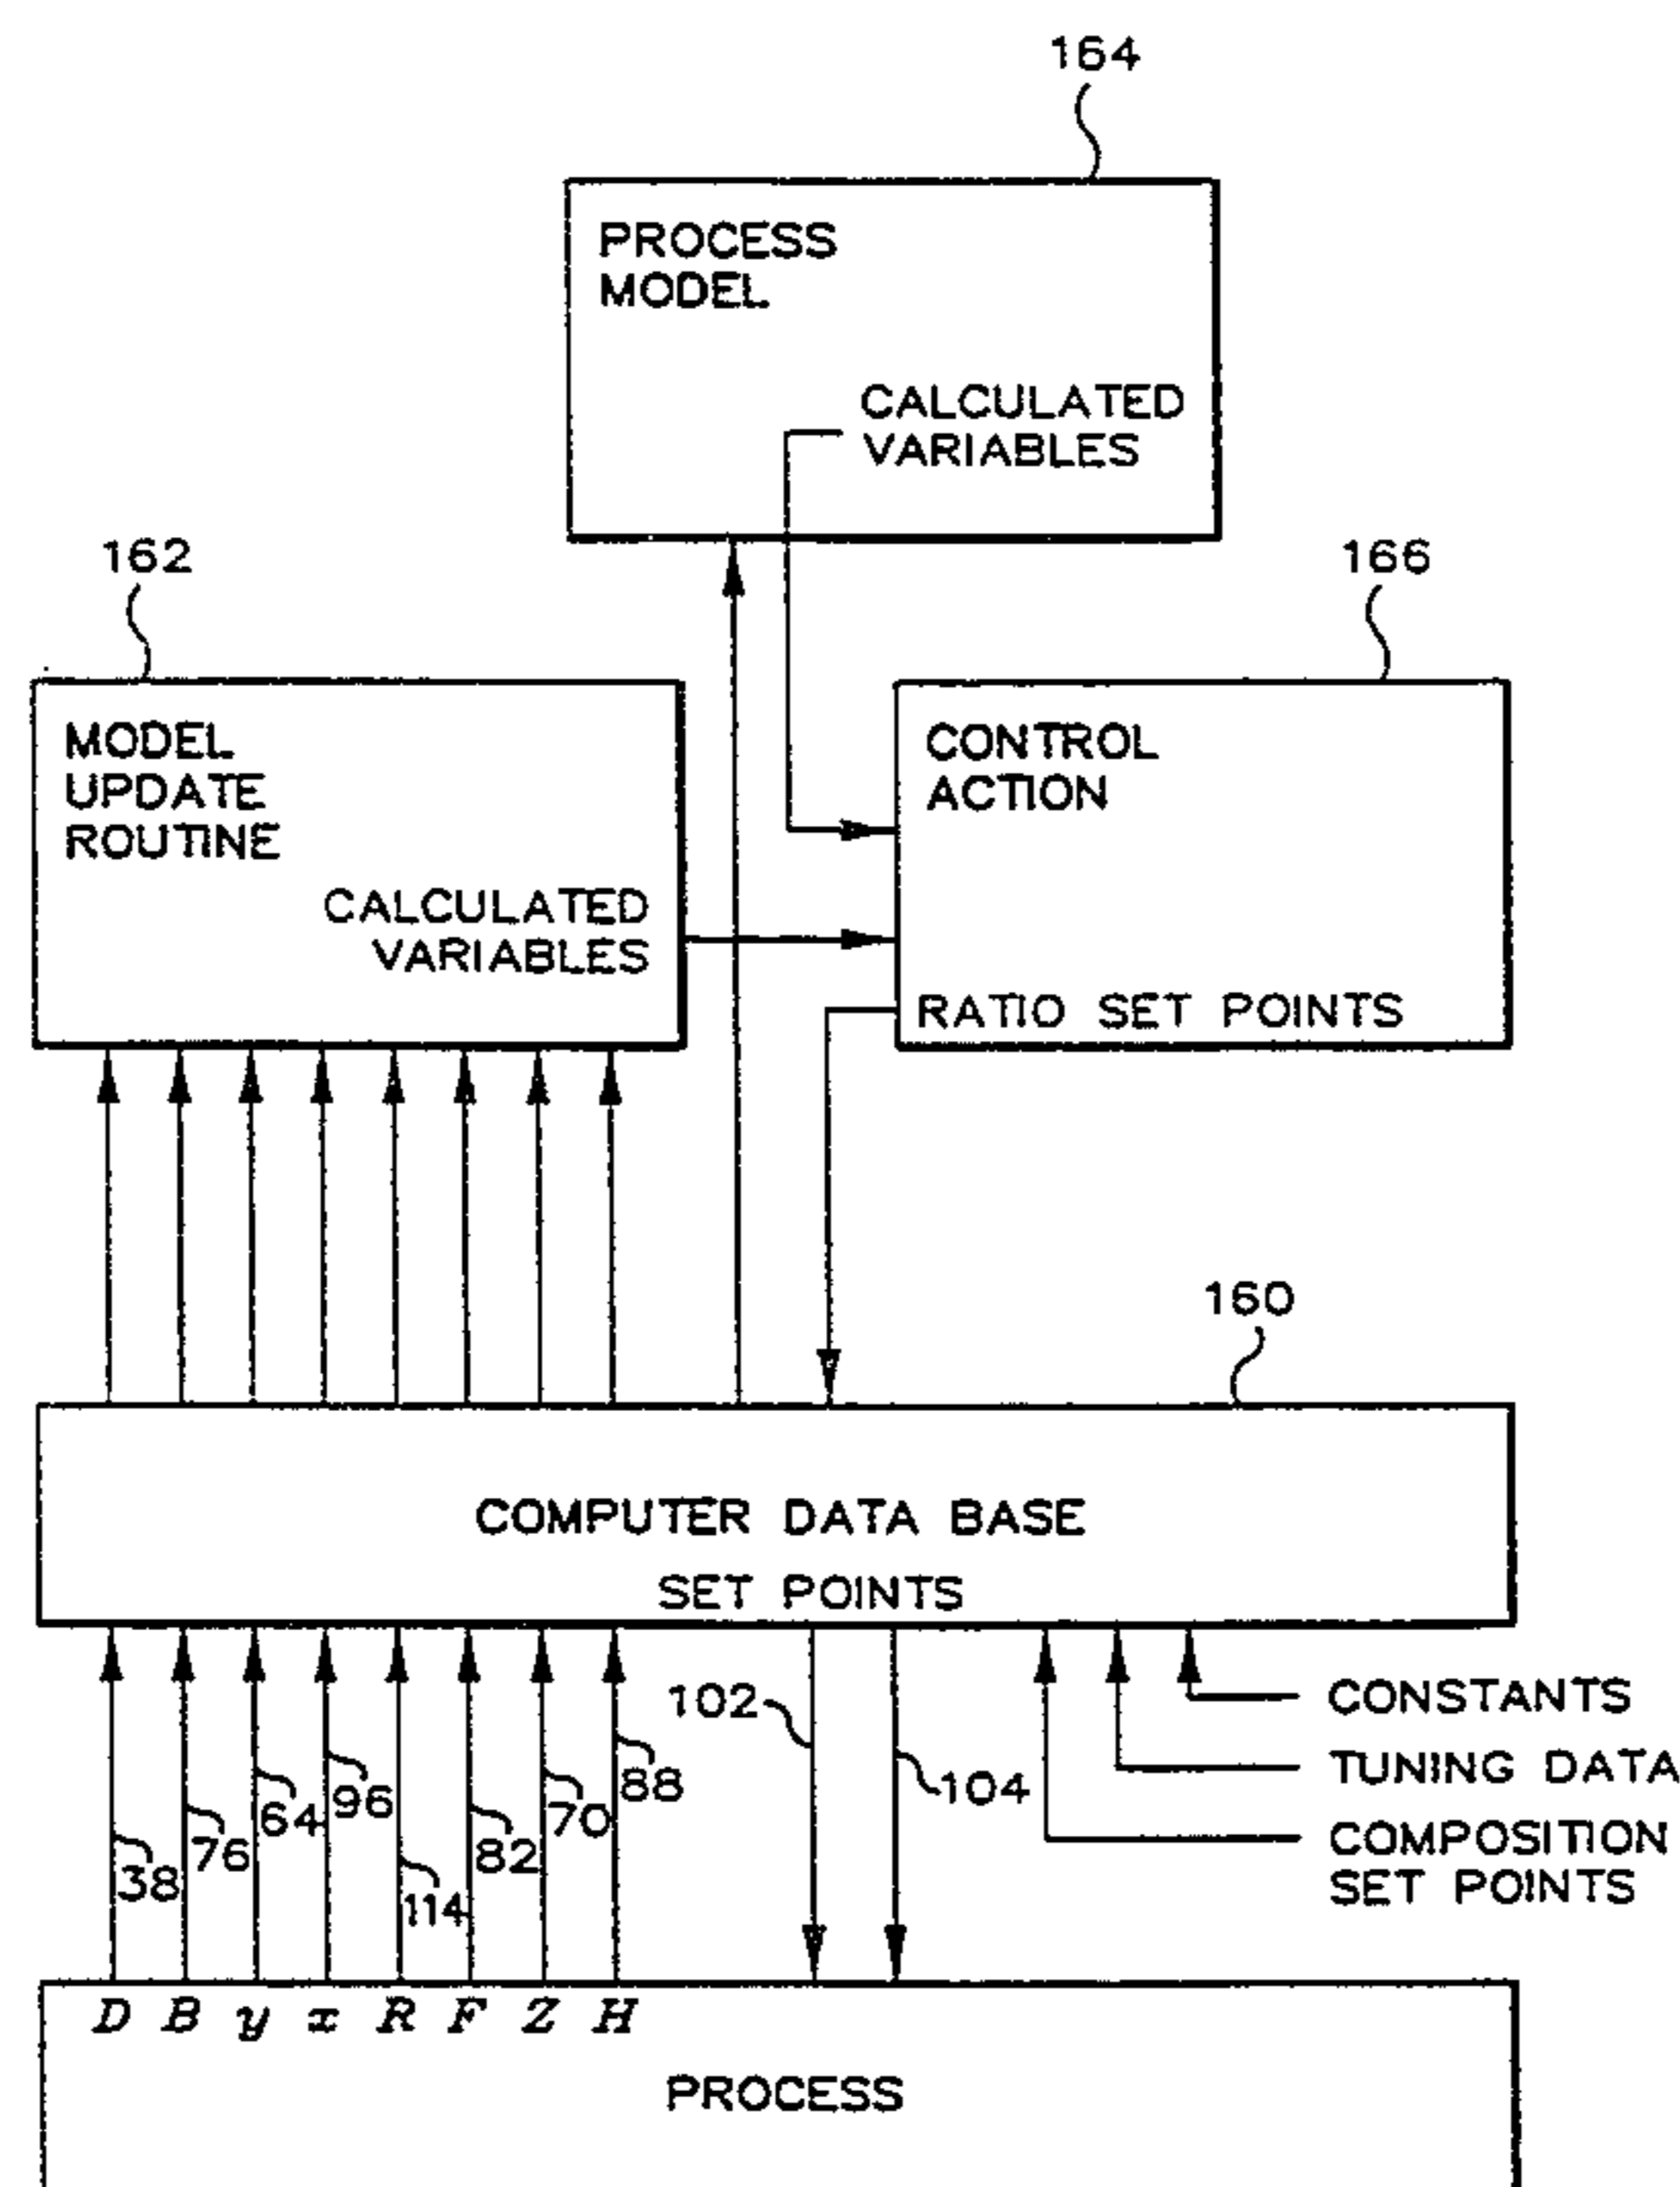 164
PROCESS
MODEL
CALCULATED
VARIABLES
162
166
MODEL
UPDATE
ROUTINE
CALCULATED
VARIABLES
CONTROL
ACTION
RATIO SET POINTS
160
COMPUTER DATA BASE
SET POINTS
102
104
CONSTANTS
TUNING DATA
COMPOSITION
SET POINTS
38
76
64
96
114
82
70
88
D B y x R F Z H
PROCESS